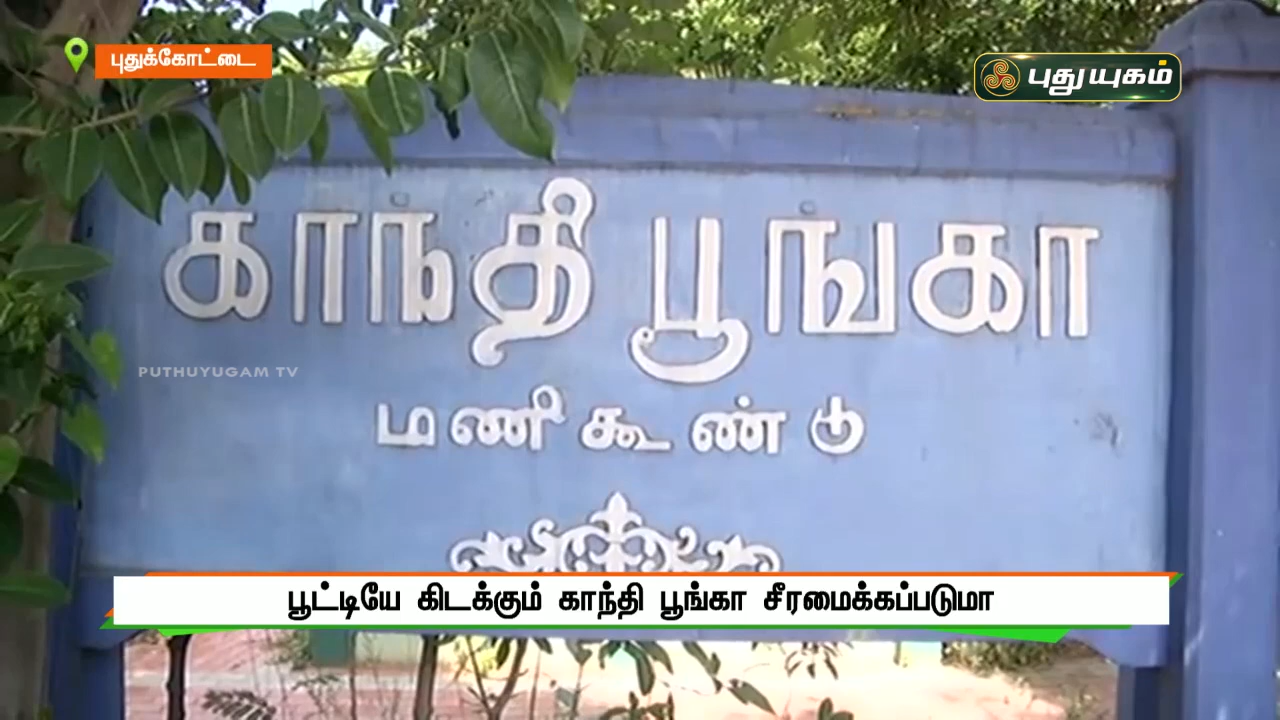 புதுக்கோட்டை
புதுயுகம்
காந்தி பூங்கா
PUTHUYUGAM TV
மணி கூண்டு
பூட்டியே கிடக்கும் காந்தி பூங்கா சீரமைக்கப்படுமா